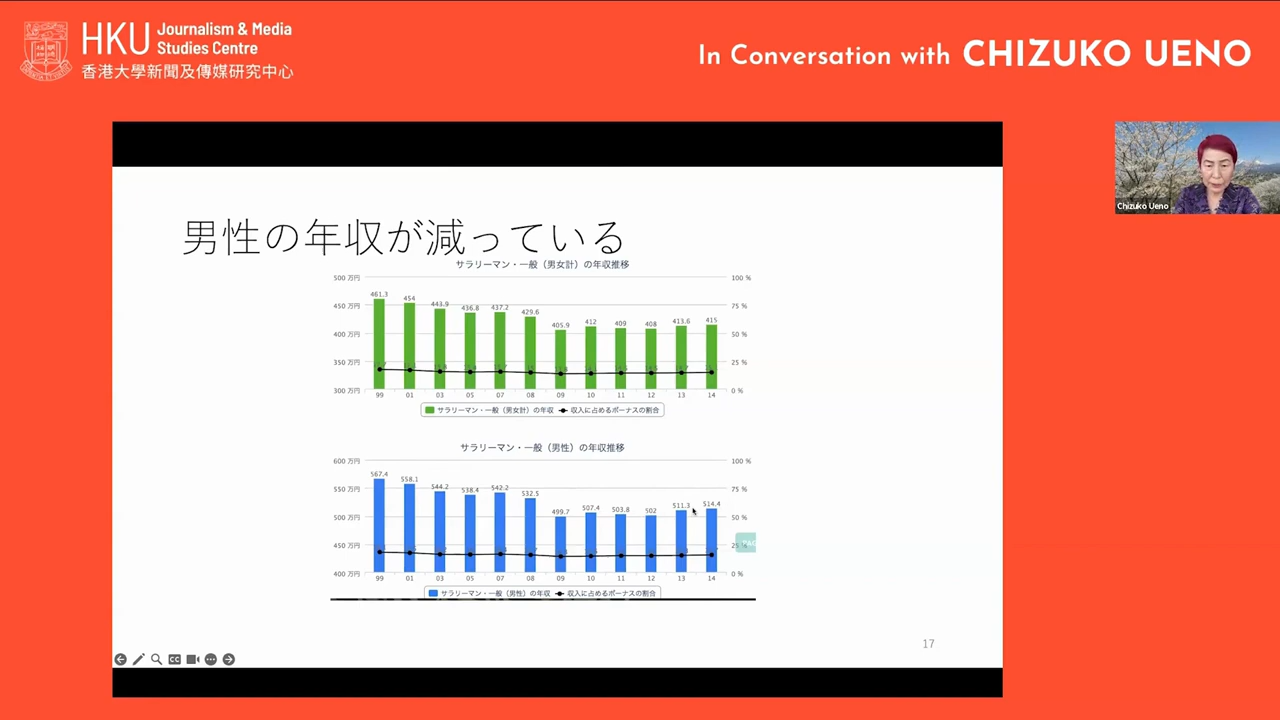 HKU Journalism & Media
Studies Centre
香港大學新聞及傳媒研究中心
In Conversation with CHIZUKO UENO
Chizuko Ueno
男性の年収が減っている
サラリーマン・一般（男女計）の年収推移
500 万円
450 万円
400 万円
350 万円
300 万円
100 %
75 %
50 %
25 %
0 %
461.3 454 443.9 436.8 437.2 429.6 405.9 412 409 408 413.6 415
99 01 03 05 07 08 09 10 11 12 13 14
サラリーマン・一般（男女計）の年収 収入に占めるボーナスの割合
サラリーマン・一般（男性）の年収推移
600 万円
550 万円
500 万円
450 万円
400 万円
100 %
75 %
50 %
25 %
0 %
567.4 558.1 544.2 538.4 542.2 532.5 499.7 507.4 503.8 502 511.3 514.4
99 01 03 05 07 08 09 10 11 12 13 14
サラリーマン・一般（男性）の年収 収入に占めるボーナスの割合
17
CC